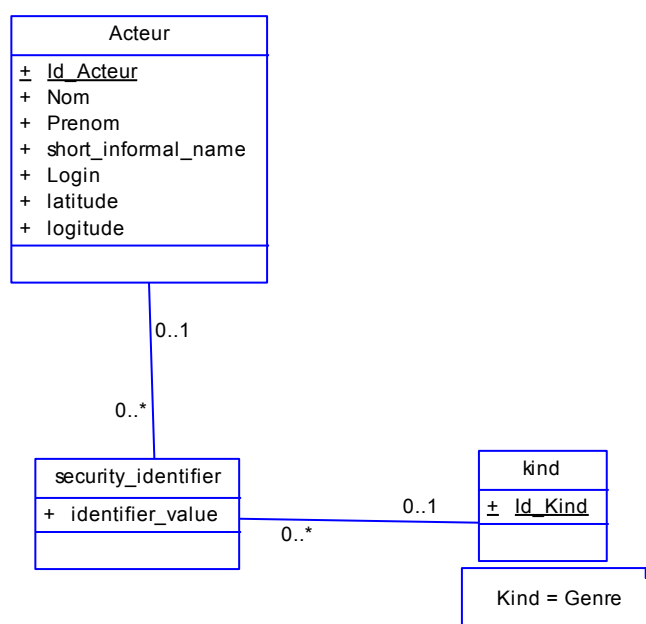 Acteur
+ Id_Acteur
+ Nom
+ Prenom
+ short_informal_name
+ Login
+ latitude
+ logitude
0..1
0..*
security_identifier
+ identifier_value
0..*
0..1
kind
+ Id_Kind
Kind = Genre